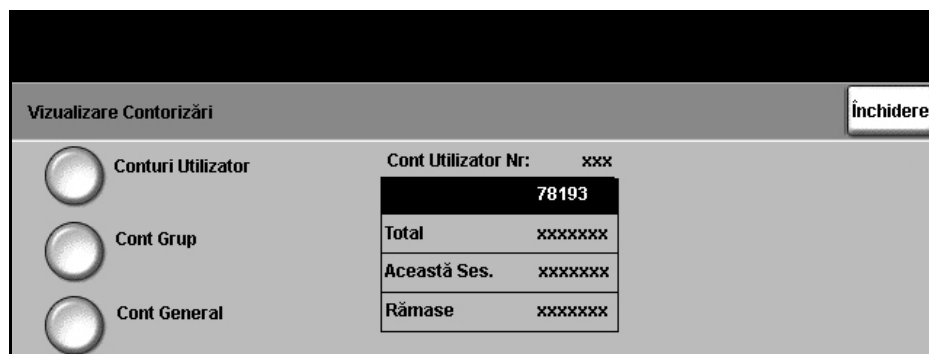 Vizualizare Contorizări
Închidere
Conturi Utilizator
Cont Utilizator Nr: xxx
78193
Cont Grup
Total xxxxxxx
Această Ses. xxxxxxx
Cont General
Rămase xxxxxxx